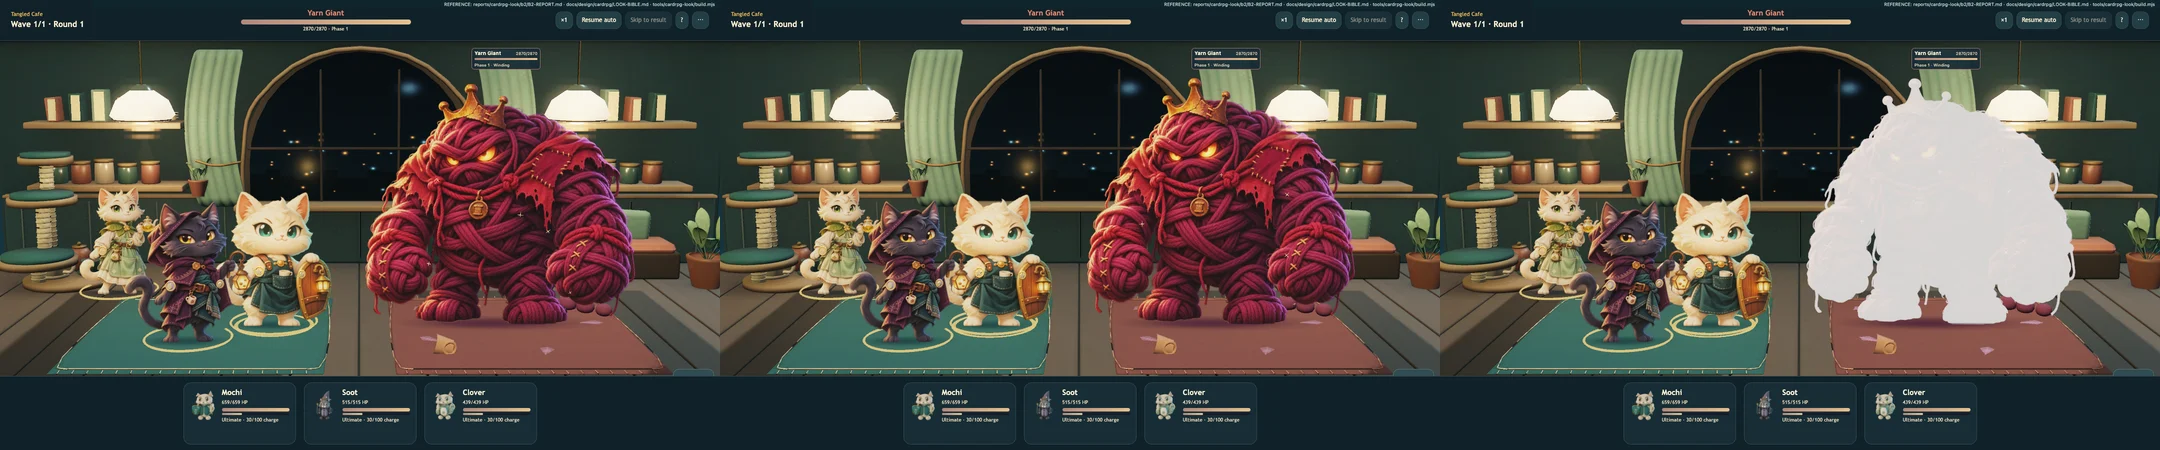 REFERENCE: reports/cardrpg-look/b2/B2-REPORT.md · docs/design/cardrpg/LOOK-BIBLE.md · tools/cardrpg-look/build.mjs
Tangled Cafe
Wave 1/1 · Round 1
Yarn Giant
2870/2870 · Phase 1
×1
Resume auto
Skip to result
?
···
Yarn Giant 2870/2870
Phase 1 · Winding
Mochi
659/659 HP
Ultimate · 30/100 charge
Soot
515/515 HP
Ultimate · 30/100 charge
Clover
439/439 HP
Ultimate · 30/100 charge
REFERENCE: reports/cardrpg-look/b2/B2-REPORT.md · docs/design/cardrpg/LOOK-BIBLE.md · tools/cardrpg-look/build.mjs
Tangled Cafe
Wave 1/1 · Round 1
Yarn Giant
2870/2870 · Phase 1
×1
Resume auto
Skip to result
?
···
Yarn Giant 2870/2870
Phase 1 · Winding
Mochi
659/659 HP
Ultimate · 30/100 charge
Soot
515/515 HP
Ultimate · 30/100 charge
Clover
439/439 HP
Ultimate · 30/100 charge
REFERENCE: reports/cardrpg-look/b2/B2-REPORT.md · docs/design/cardrpg/LOOK-BIBLE.md · tools/cardrpg-look/build.mjs
Tangled Cafe
Wave 1/1 · Round 1
Yarn Giant
2870/2870 · Phase 1
×1
Resume auto
Skip to result
?
···
Yarn Giant 2870/2870
Phase 1 · Winding
Mochi
659/659 HP
Ultimate · 30/100 charge
Soot
515/515 HP
Ultimate · 30/100 charge
Clover
439/439 HP
Ultimate · 30/100 charge